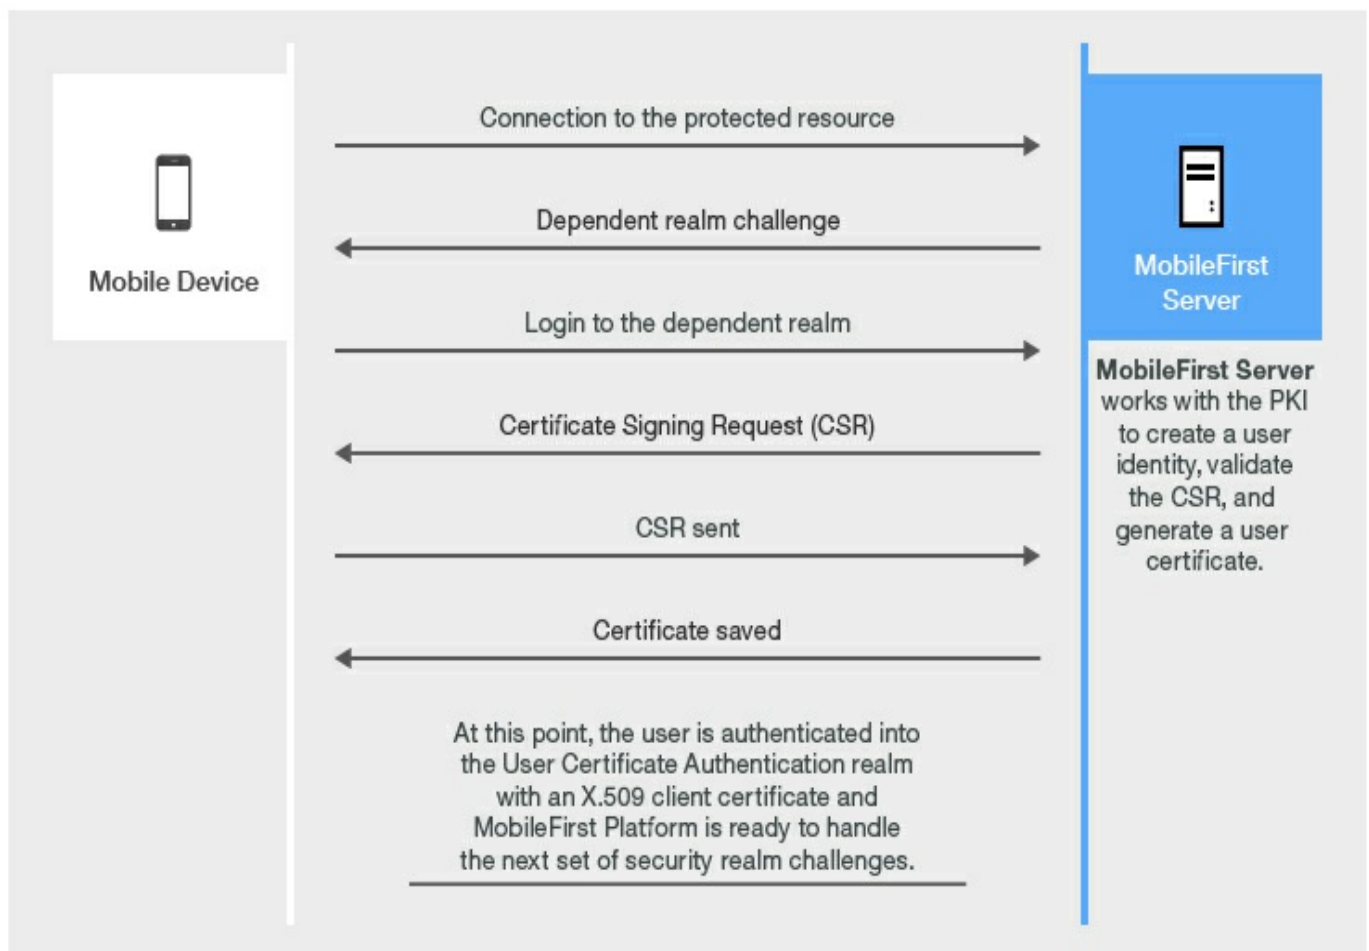 Connection to the protected resource
Mobile Device
Dependent realm challenge
MobileFirst
Server
Login to the dependent realm
MobileFirst Server
works with the PKI
to create a user
identity, validate
the CSR, and
generate a user
certificate.
Certificate Signing Request (CSR)
CSR sent
Certificate saved
At this point, the user is authenticated into
the User Certificate Authentication realm
with an X.509 client certificate and
MobileFirst Platform is ready to handle
the next set of security realm challenges.